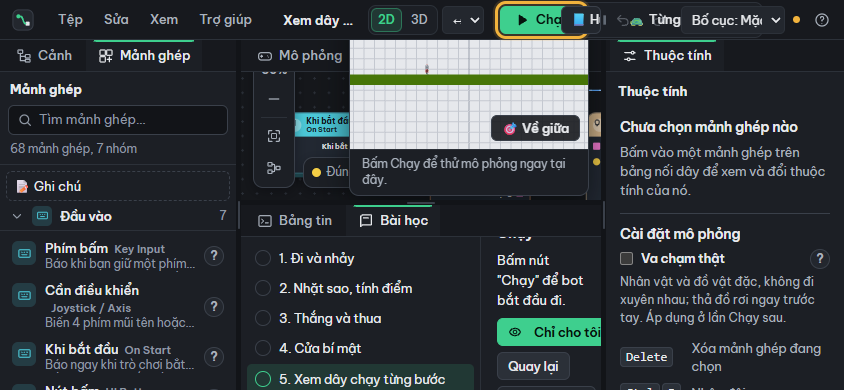 Tệp Sửa Xem Trợ giúp Xem dây ... 2D 3D Chạ Từng Bố cục: Mặc
Cảnh Mảnh ghép
Mô phỏng
Thuộc tính
Mảnh ghép
Tìm mảnh ghép...
68 mảnh ghép, 7 nhóm
Ghi chú
Đầu vào 7
Phím bấm Key Input
Báo khi bạn giữ một phím...
Cần điều khiển
Joystick / Axis
Biến 4 phím mũi tên hoặc...
Khi bắt đầu On Start
Báo ngay khi trò chơi bắt...
Khi bắt đầ
On Start
Khi bắt
Đún
Về giữa
Bấm Chạy để thử mô phỏng ngay tại
đây.
Bảng tin Bài học
1. Đi và nhảy
2. Nhặt sao, tính điểm
3. Thắng và thua
4. Cửa bí mật
5. Xem dây chạy từng bước
Bấm nút
"Chạy" để bot
bắt đầu đi.
Chỉ cho tôi
Quay lại
Thuộc tính
Chưa chọn mảnh ghép nào
Bấm vào một mảnh ghép trên
bảng nối dây để xem và đổi thuộc
tính của nó.
Cài đặt mô phỏng
Va chạm thật
Nhân vật và đồ vật đặc, không đi
xuyên nhau; thả đồ rơi ngay trước
tay. Áp dụng ở lần Chạy sau.
Delete Xóa mảnh ghép đang
chọn